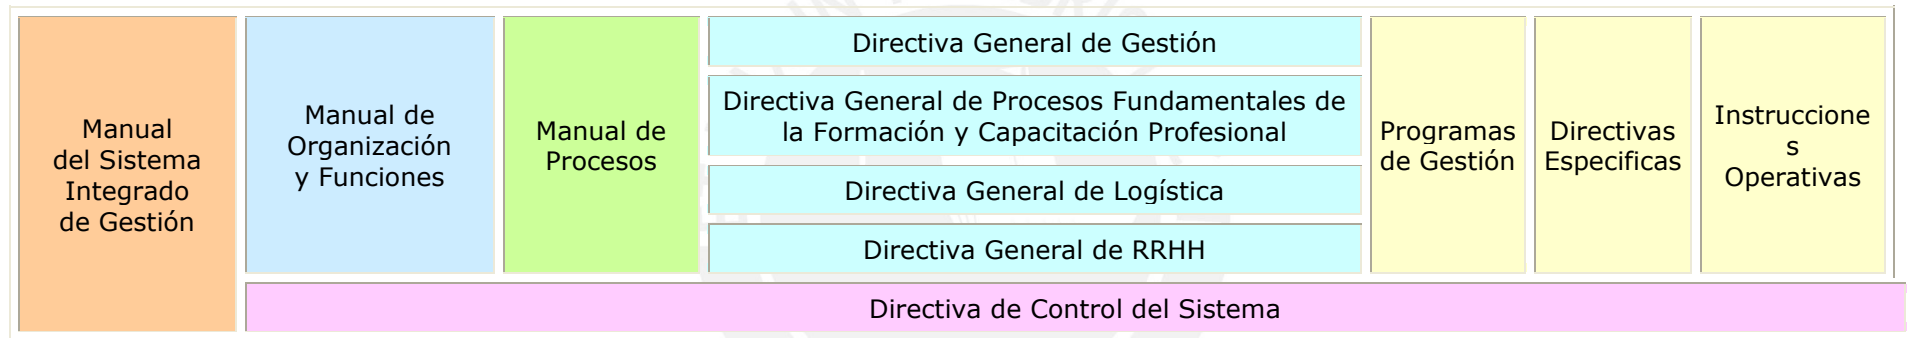 Manual
del Sistema
Integrado
de Gestión
Manual de
Organización
y Funciones
Manual de
Procesos
Directiva General de Gestión
Directiva General de Procesos Fundamentales de
la Formación y Capacitación Profesional
Directiva General de Logística
Directiva General de RRHH
Programas
de Gestión
Directivas
Especificas
Instruccione
s
Operativas
Directiva de Control del Sistema